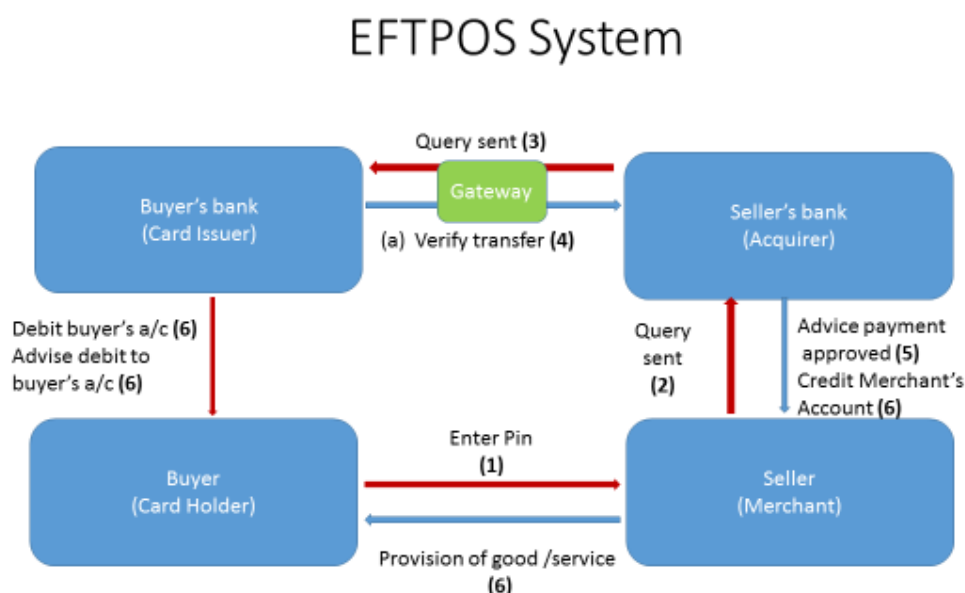 EFTPOS System
Query sent (3)
Gateway
Buyer's bank
(Card Issuer)
Seller's bank
(Acquirer)
(a) Verify transfer (4)
Debit buyer's a/c (6)
Advise debit to
buyer's a/c (6)
Query
sent
(2)
Advice payment
approved (5)
Credit Merchant's
Account (6)
Enter Pin
(1)
Buyer
(Card Holder)
Seller
(Merchant)
Provision of good /service
(6)